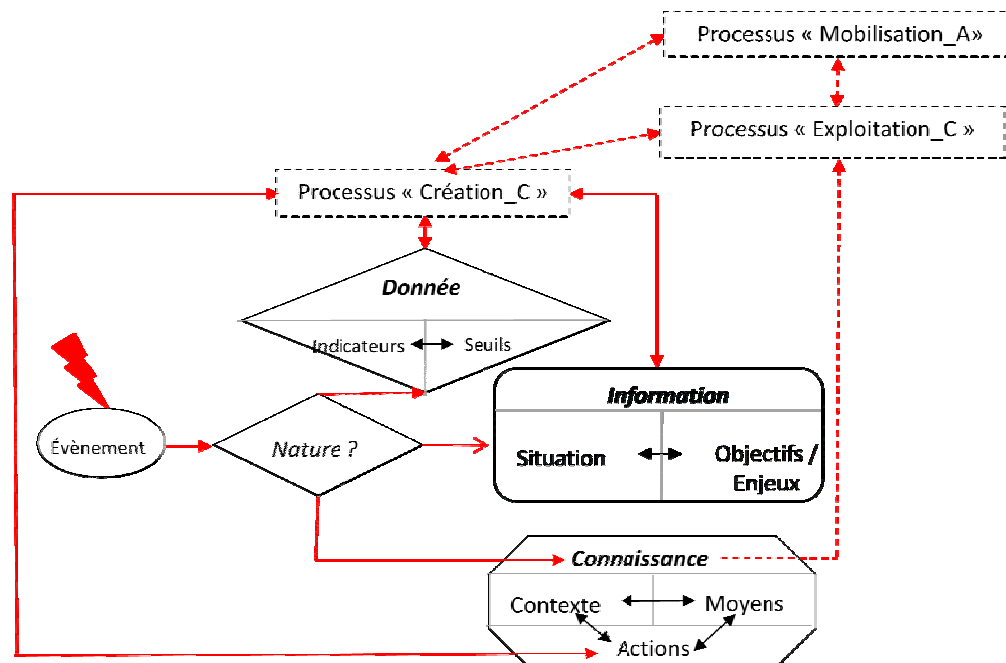 Processus « Mobilisation_A»
Processus « Exploitation_C »
Processus « Création_C »
Donnée
Indicateurs
Seuils
Information
Évènement
Nature ?
Situation
Objectifs /
Enjeux
Connaissance
Contexte
Moyens
Actions